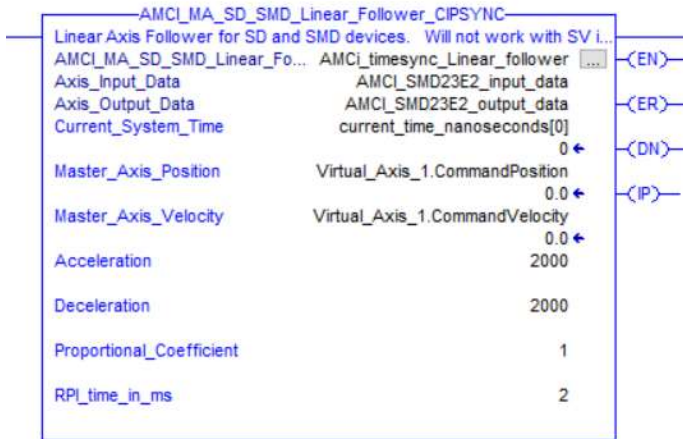 AMCI_MA_SD_SMD_Linear_Follower_CIPSYNC
Linear Axis Follower for SD and SMD devices. Will not work with SV i...
AMCI_MA_SD_SMD_Linear_Fo... AMCi_timesync_Linear_follower ... (EN)
Axis_Input_Data AMCI_SMD23E2_input_data
Axis_Output_Data AMCI_SMD23E2_output_data (ER)
Current_System_Time current_time_nanoseconds[0]
0 ← (DN)
Master_Axis_Position Virtual_Axis_1.CommandPosition
0.0 ← (IP)
Master_Axis_Velocity Virtual_Axis_1.CommandVelocity
0.0 ←
Acceleration 2000
Deceleration 2000
Proportional_Coefficient 1
RPI_time_in_ms 2